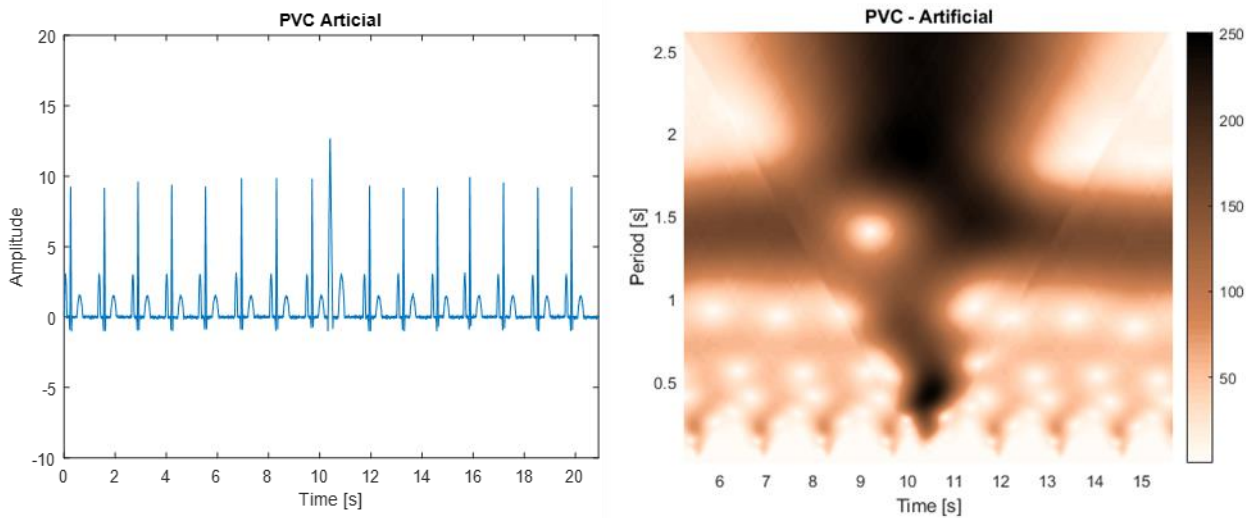 PVC Articial
20
15
10
5
0
-5
-10
Amplitude
0 2 4 6 8 10 12 14 16 18 20
Time [s]
PVC - Artificial
2.5
2
1.5
1
0.5
Period [s]
6 7 8 9 10 11 12 13 14 15
Time [s]
250
200
150
100
50